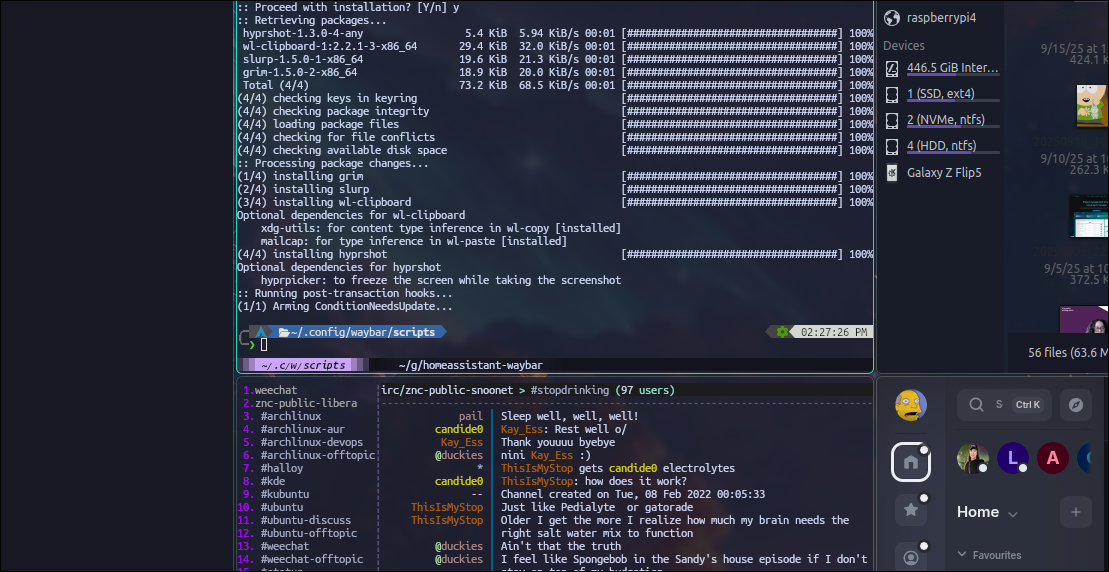 :: Proceed with installation? [Y/n] y
:: Retrieving packages...
hyprshot-1.3.0-4-any 5.4 KiB 5.94 KiB/s 00:01 [####################################] 100%
wl-clipboard-1:2.2.1-3-x86_64 29.4 KiB 32.0 KiB/s 00:01 [####################################] 100%
slurp-1.5.0-1-x86_64 19.6 KiB 21.3 KiB/s 00:01 [####################################] 100%
grim-1.5.0-2-x86_64 18.9 KiB 20.0 KiB/s 00:01 [####################################] 100%
Total (4/4) 73.2 KiB 68.5 KiB/s 00:01 [####################################] 100%
(4/4) checking keys in keyring [####################################] 100%
(4/4) checking package integrity [####################################] 100%
(4/4) loading package files [####################################] 100%
(4/4) checking for file conflicts [####################################] 100%
(4/4) checking available disk space [####################################] 100%
:: Processing package changes...
(1/4) installing grim [####################################] 100%
(2/4) installing slurp [####################################] 100%
(3/4) installing wl-clipboard [####################################] 100%
Optional dependencies for wl-clipboard
xdg-utils: for content type inference in wl-copy [installed]
mailcap: for type inference in wl-paste [installed]
(4/4) installing hyprshot [####################################] 100%
Optional dependencies for hyprshot
hyprpicker: to freeze the screen while taking the screenshot
:: Running post-transaction hooks...
(1/1) Arming ConditionNeedsUpdate...
~/.config/waybar/scripts 02:27:26 PM
~/.c/w/scripts ~/g/homeassistant-waybar
raspberrypi4
Devices
446.5 GiB Inter...
1 (SSD, ext4)
2 (NVMe, ntfs)
4 (HDD, ntfs)
Galaxy Z Flip5
9/15/25 at 1
424.1 K
9/10/25 at 10
262.3 K
9/5/25 at 10
372.5 K
56 files (63.6 M
1. weechat
2. znc-public-libera
3. #archlinux
4. #archlinux-aur
5. #archlinux-devops
6. #archlinux-offtopic
7. #halloy
8. #kde
9. #kubuntu
10. #ubuntu
11. #ubuntu-discuss
12. #ubuntu-offtopic
13. #weechat
14. #weechat-offtopic
irc/znc-public-snoonet > #stopdrinking (97 users)
pail Sleep well, well, well!
candide0 Kay_Ess: Rest well o/
Kay_Ess Thank youuuu byebye
@duckies nini Kay_Ess :)
* ThisIsMyStop gets candide0 electrolytes
candide0 ThisIsMyStop: how does it work?
-- Channel created on Tue, 08 Feb 2022 00:05:33
ThisIsMyStop Just like Pedialyte or gatorade
ThisIsMyStop Older I get the more I realize how much my brain needs the
right salt water mix to function
@duckies Ain't that the truth
@duckies I feel like Spongebob in the Sandy's house episode if I don't
S Ctrl K
L
A
Home
Favourites